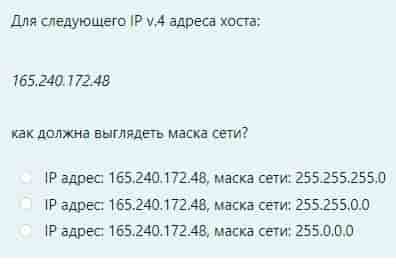 Для следующего IP v.4 адреса хоста:
165.240.172.48
как должна выглядеть маска сети?
IP адрес: 165.240.172.48, маска сети: 255.255.255.0
IP адрес: 165.240.172.48, маска сети: 255.255.0.0
IP адрес: 165.240.172.48, маска сети: 255.0.0.0